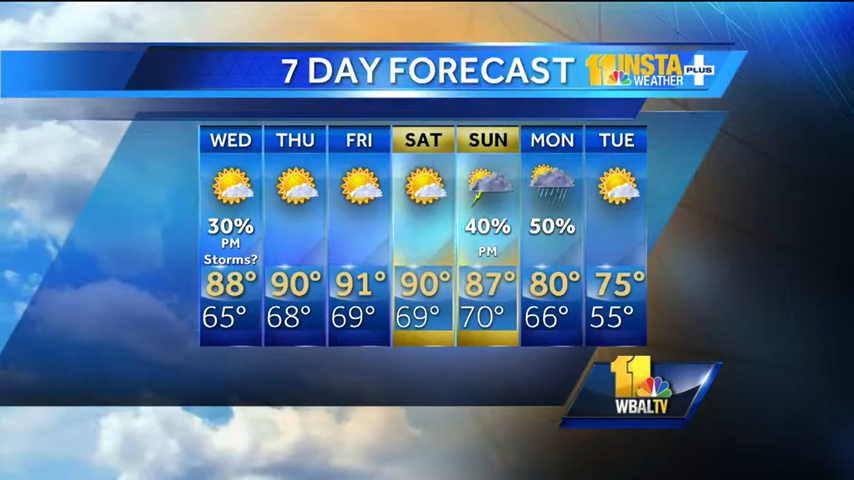 7 DAY FORECAST 11 INSTA
WEATHER PLUS
WED THU FRI SAT SUN MON TUE
30% 40% 50%
PM PM
Storms?
88° 90° 91° 90° 87° 80° 75°
65° 68° 69° 69° 70° 66° 55°
11
WBALTV